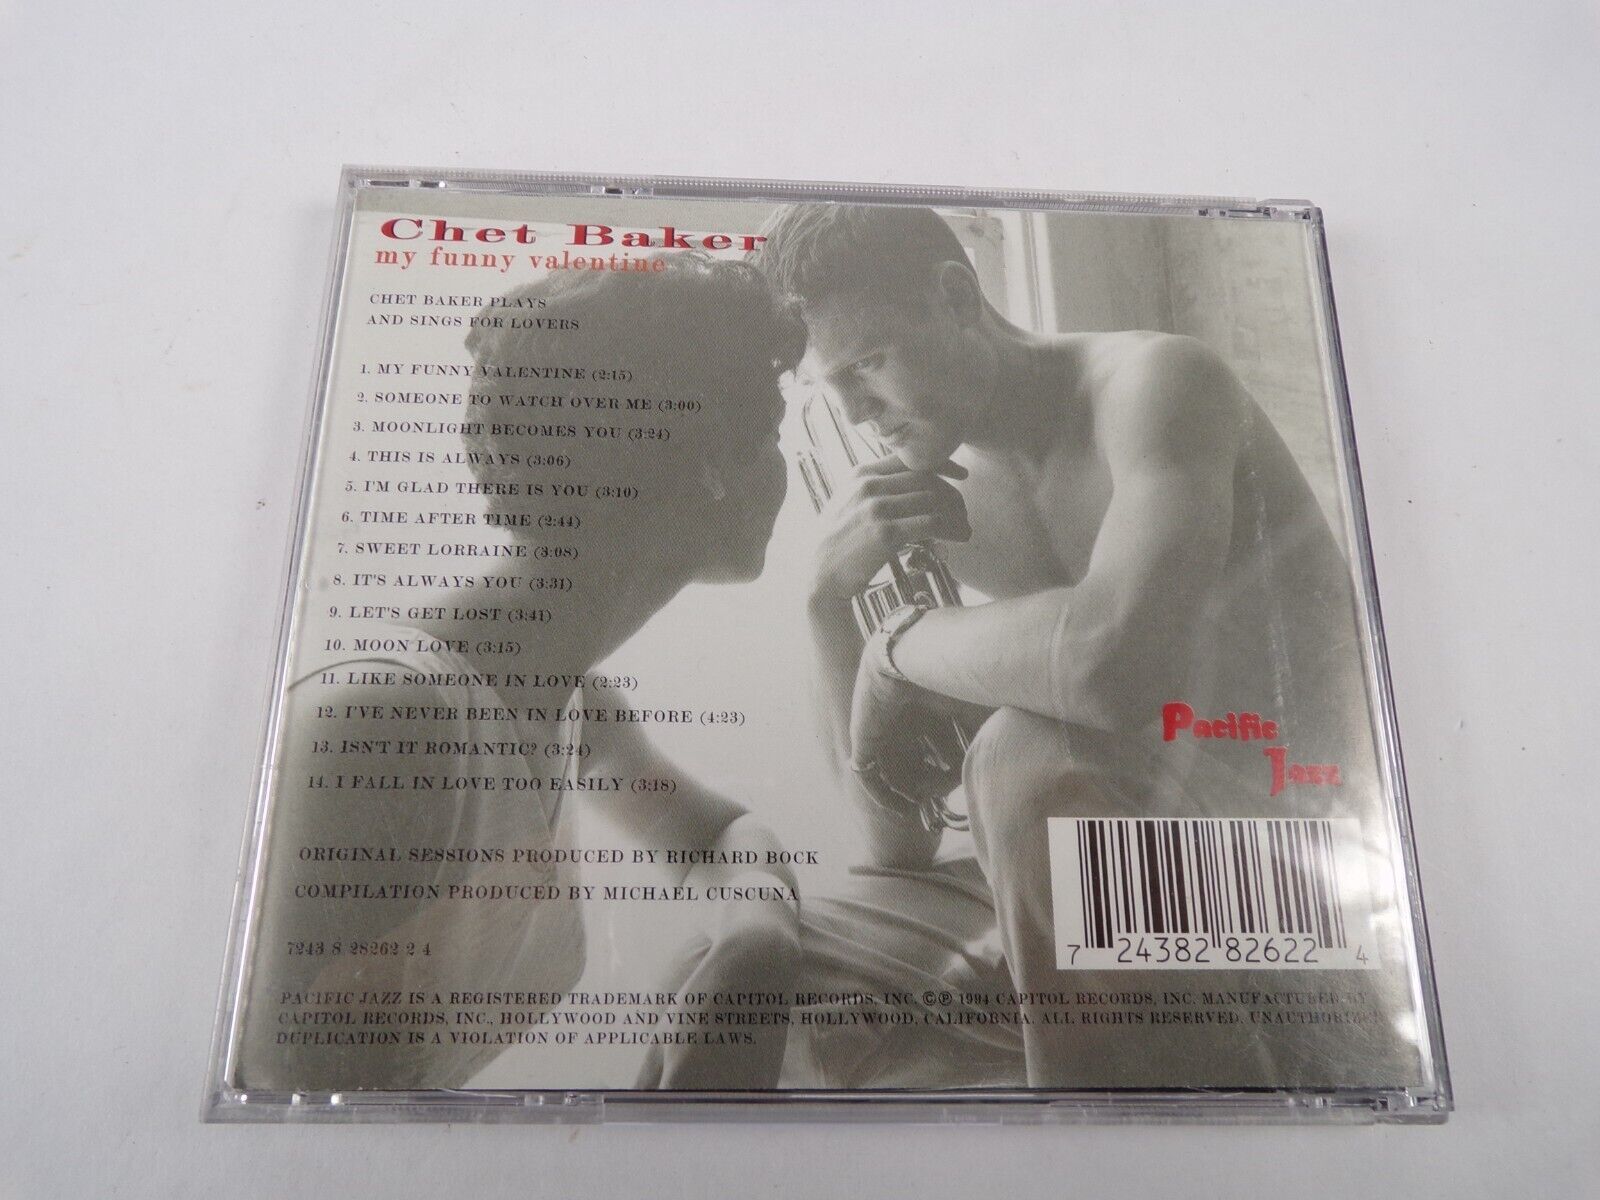 Chet Baker
my funny valentine
CHET BAKER PLAYS
AND SINGS FOR LOVERS
1. MY FUNNY VALENTINE (2:15)
2. SOMEONE TO WATCH OVER ME (3:00)
3. MOONLIGHT BECOMES YOU (3:24)
4. THIS IS ALWAYS (3:06)
5. I'M GLAD THERE IS YOU (3:10)
6. TIME AFTER TIME (2:44)
7. SWEET LORRAINE (3:08)
8. IT'S ALWAYS YOU (3:31)
9. LET'S GET LOST (3:41)
10. MOON LOVE (3:15)
11. LIKE SOMEONE IN LOVE (2:23)
12. I'VE NEVER BEEN IN LOVE BEFORE (4:23)
13. ISN'T IT ROMANTIC? (3:24)
14. I FALL IN LOVE TOO EASILY (3:18)
ORIGINAL SESSIONS PRODUCED BY RICHARD BOCK
COMPILATION PRODUCED BY MICHAEL CUSCUNA
7243 8 28262 2 4
Pacific
Jazz
7 24382 82622 4
PACIFIC JAZZ IS A REGISTERED TRADEMARK OF CAPITOL RECORDS, INC. ©℗ 1994 CAPITOL RECORDS, INC. MANUFACTURED BY
CAPITOL RECORDS, INC., HOLLYWOOD AND VINE STREETS, HOLLYWOOD, CALIFORNIA. ALL RIGHTS RESERVED. UNAUTHORIZED
DUPLICATION IS A VIOLATION OF APPLICABLE LAWS.